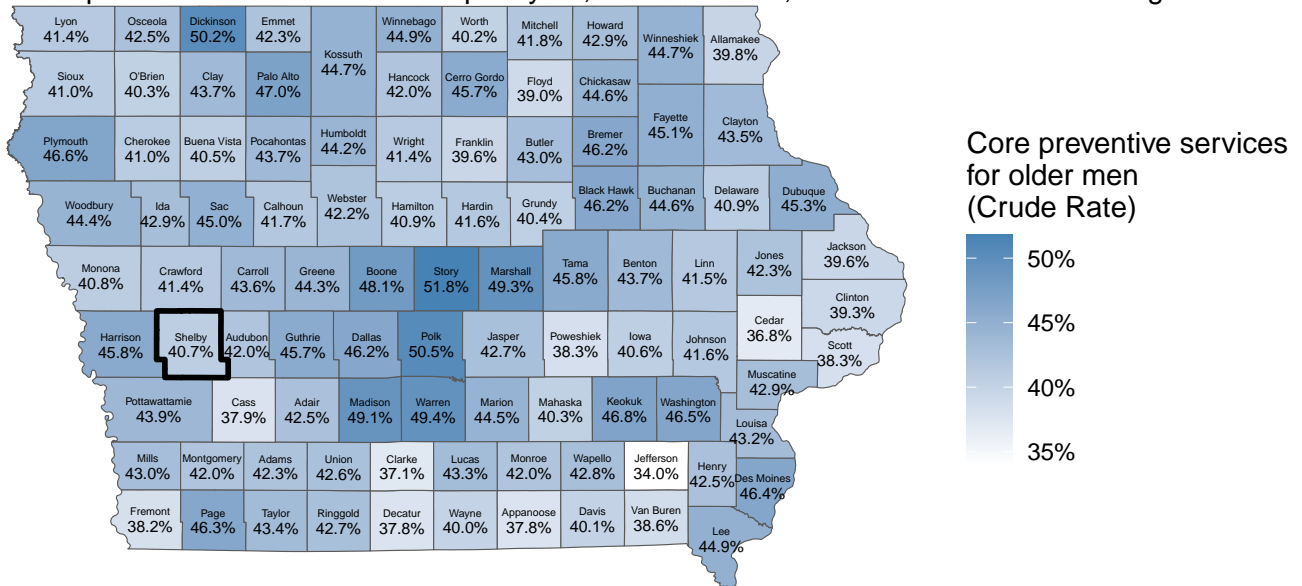 Lyon
41.4%
Osceola
42.5%
Dickinson
50.2%
Emmet
42.3%
Kossuth
44.7%
Winnebago
44.9%
Worth
40.2%
Mitchell
41.8%
Howard
42.9%
Winneshiek
44.7%
Allamakee
39.8%
Sioux
41.0%
O'Brien
40.3%
Clay
43.7%
Palo Alto
47.0%
Hancock
42.0%
Cerro Gordo
45.7%
Floyd
39.0%
Chickasaw
44.6%
Fayette
45.1%
Clayton
43.5%
Plymouth
46.6%
Cherokee
41.0%
Buena Vista
40.5%
Pocahontas
43.7%
Humboldt
44.2%
Wright
41.4%
Franklin
39.6%
Butler
43.0%
Bremer
46.2%
Woodbury
44.4%
Ida
42.9%
Sac
45.0%
Calhoun
41.7%
Webster
42.2%
Hamilton
40.9%
Hardin
41.6%
Grundy
40.4%
Black Hawk
46.2%
Buchanan
44.6%
Delaware
40.9%
Dubuque
45.3%
Monona
40.8%
Crawford
41.4%
Carroll
43.6%
Greene
44.3%
Boone
48.1%
Story
51.8%
Marshall
49.3%
Tama
45.8%
Benton
43.7%
Linn
41.5%
Jones
42.3%
Jackson
39.6%
Clinton
39.3%
Harrison
45.8%
Shelby
40.7%
Audubon
42.0%
Guthrie
45.7%
Dallas
46.2%
Polk
50.5%
Jasper
42.7%
Poweshiek
38.3%
Iowa
40.6%
Johnson
41.6%
Cedar
36.8%
Scott
38.3%
Muscatine
42.9%
Pottawattamie
43.9%
Cass
37.9%
Adair
42.5%
Madison
49.1%
Warren
49.4%
Marion
44.5%
Mahaska
40.3%
Keokuk
46.8%
Washington
46.5%
Louisa
43.2%
Mills
43.0%
Montgomery
42.0%
Adams
42.3%
Union
42.6%
Clarke
37.1%
Lucas
43.3%
Monroe
42.0%
Wapello
42.8%
Jefferson
34.0%
Henry
42.5%
Des Moines
46.4%
Fremont
38.2%
Page
46.3%
Taylor
43.4%
Ringgold
42.7%
Decatur
37.8%
Wayne
40.0%
Appanoose
37.8%
Davis
40.1%
Van Buren
38.6%
Lee
44.9%
Core preventive services
for older men
(Crude Rate)
50%
45%
40%
35%